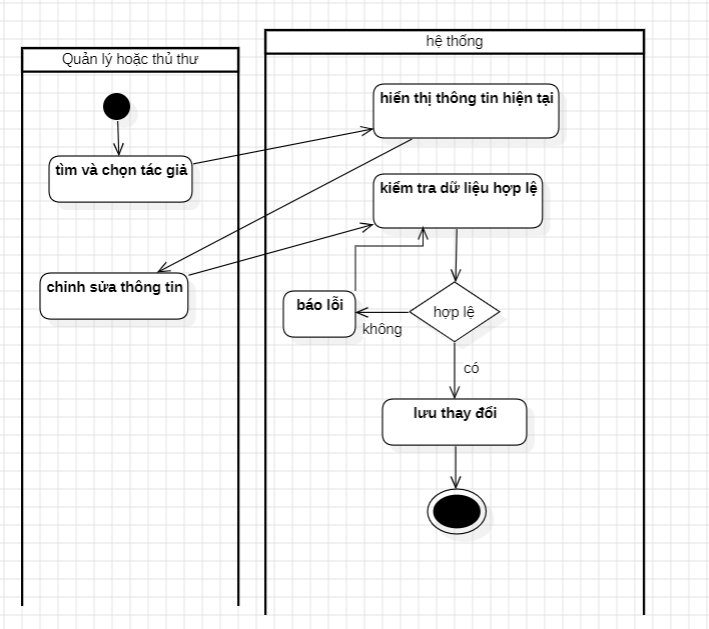 Quản lý hoặc thủ thư
hệ thống
hiển thị thông tin hiện tại
tìm và chọn tác giả
kiểm tra dữ liệu hợp lệ
chỉnh sửa thông tin
báo lỗi
hợp lệ
không
có
lưu thay đổi